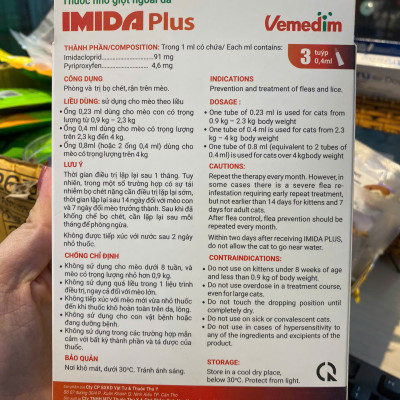 Thuốc nhỏ giọt ngoài da
IMIDA Plus
Vemedim
THÀNH PHẦN/COMPOSITION: Trong 1 ml có chứa/ Each ml contains:
Imidacloprid......................91 mg
Pyriproxyfen...................... 4,6 mg
3 tuýp
0,4ml
CÔNG DỤNG
Phòng và trị bọ chét,rận trên mèo.
LIỀU DÙNG: sử dụng cho mèo theo liều
• Ống 0,23 ml dùng cho mèo con có trọng
lượng từ 0,9 kg – 2,3 kg
• Ống 0,4 ml dùng cho mèo có trọng lượng
trên 2,3 kg đến 4 kg.
• Ống 0,8ml (hoặc 2 ống 0,4 ml) dùng
cho mèo có trọng lượng trên 4 kg
LƯU Ý
Thời gian điều trị lặp lại sau 1 tháng. Tuy
nhiên, trong một số trường hợp có sự tái
nhiễm bọ chét nặng cần điều trị lặp lại sớm,
thời gian lặp lại sau 14 ngày đối với mèo con
và 7 ngày đối mèo trưởng thành. Sau khi đã
khống chế bọ chét, cần lặp lại sau mỗi
tháng để phòng ngừa.
Không được tiếp xúc với nước sau 2 ngày
nhỏ thuốc.
CHỐNG CHỈ ĐỊNH
• Không sử dụng cho mèo dưới 8 tuần, và
mèo có trọng lượng nhỏ hơn 0,9 kg.
• Không sử dụng quá liều trong 1 liệu trình
điều trị, ngay cả đối với mèo lớn.
• Không tiếp xúc với mèo mới vừa nhỏ thuốc
đến khi thuốc khô hoàn toàn trên da, lông.
• Không sử dụng cho con vật bệnh hoặc
đang dưỡng bệnh.
• Không sử dụng trong các trường hợp mẫn
cảm với bất kỳ thành phần và tá dược của
thuốc.
BẢO QUẢN
Nơi khô mát, dưới 30°C. Tránh ánh sáng.
INDICATIONS
Prevention and treatment of fleas and lice.
DOSAGE :
• One tube of 0.23 ml is used for cats from
0.9 kg – 2.3 kg body weight
• One tube of 0.4 ml is used for cats from 2.3
kg – 4 kg body weight
• One tube of 0.8 ml (equivalent to 2 tubes of
0.4ml) is used for cats over 4 kgbody weight
CAUTIONS:
Repeat the therapy every month. However, in
some cases there is a severe flea re-
infestation requiring early repeat treatment,
but not earlier than 14 days for kittens and 7
days for adult cats.
After flea control, flea prevention should be
repeated every month.
Within two days after receiving IMIDA PLUS,
do not allow the cat to go near water.
CONTRAINDICATIONS:
• Do not use on kittens under 8 weeks of age
and less than 0.9 kg of body weight.
• Do not use overdose in a treatment course,
even for large cats.
• Do not touch the dropping position until
completely dry.
• Do not use on sick or convalescent cats.
• Do not use in cases of hypersensitivity to
any of the ingredients and excipients of the
product.
STORAGE:
Store in a cool dry place,
below 30°C. Protect from light.